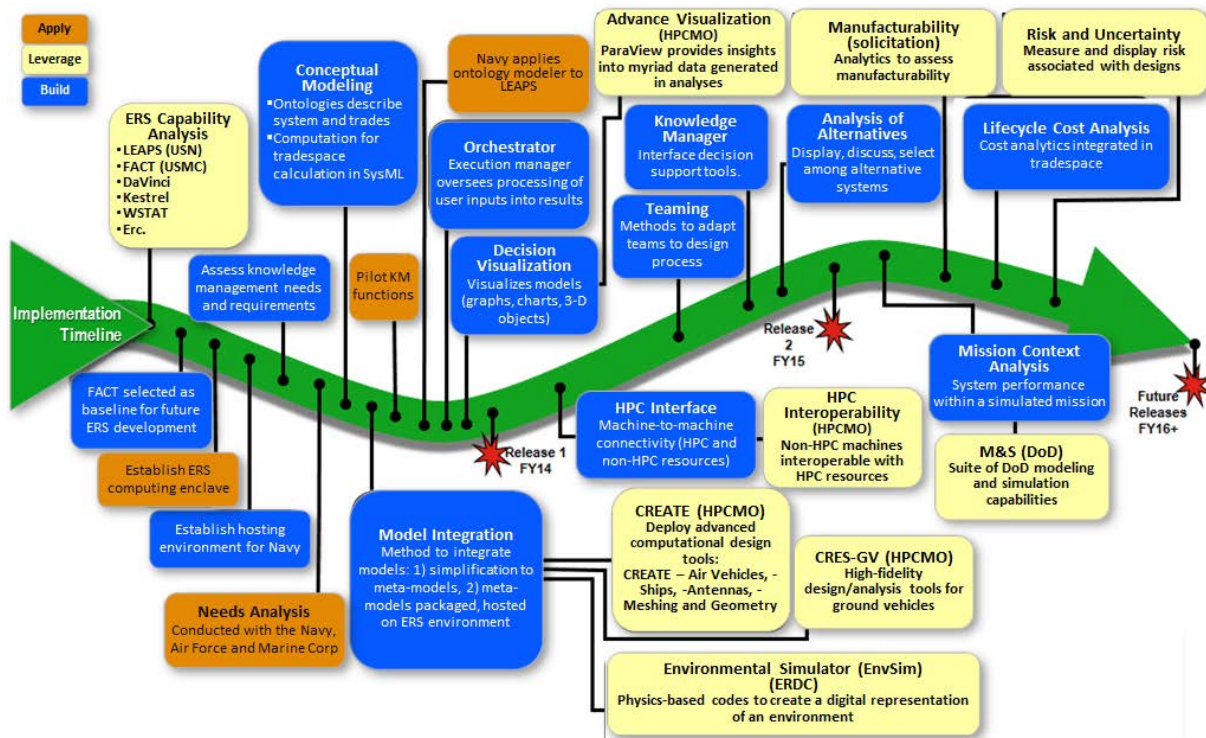 Apply
Leverage
Build
ERS Capability
Analysis
• LEAPS (USN)
• FACT (USMC)
• DaVinci
• Kestrel
• WSTAT
• Erc.
Conceptual
Modeling
▪Ontologies describe
system and trades
▪Computation for
tradespace
calculation in SysML
Navy applies
ontology modeler to
LEAPS
Advance Visualization
(HPCMO)
ParaView provides insights
into myriad data generated
in analyses
Manufacturability
(solicitation)
Analytics to assess
manufacturability
Risk and Uncertainty
Measure and display risk
associated with designs
Orchestrator
Execution manager
oversees processing of
user inputs into results
Knowledge
Manager
Interface decision
support tools.
Analysis of
Alternatives
Display, discuss, select
among alternative
systems
Lifecycle Cost Analysis
Cost analytics integrated in
tradespace
Teaming
Methods to adapt
teams to design
process
Assess knowledge
management needs
and requirements
Pilot KM
functions
Decision
Visualization
Visualizes models
(graphs, charts, 3-D
objects)
Implementation
Timeline
FACT selected as
baseline for future
ERS development
Establish ERS
computing enclave
Establish hosting
environment for Navy
Needs Analysis
Conducted with the Navy,
Air Force and Marine Corp
Release 1
FY14
Release
2
FY15
Future
Releases
FY16+
HPC Interface
Machine-to-machine
connectivity (HPC and
non-HPC resources)
HPC
Interoperability
(HPCMO)
Non-HPC machines
interoperable with
HPC resources
Mission Context
Analysis
System performance
within a simulated mission
M&S (DoD)
Suite of DoD modeling
and simulation
capabilities
Model Integration
Method to integrate
models: 1) simplification to
meta-models, 2) meta-
models packaged, hosted
on ERS environment
CREATE (HPCMO)
Deploy advanced
computational design
tools:
CREATE – Air Vehicles, -
Ships, -Antennas, -
Meshing and Geometry
CRES-GV (HPCMO)
High-fidelity
design/analysis tools for
ground vehicles
Environmental Simulator (EnvSim)
(ERDC)
Physics-based codes to create a digital representation
of an environment